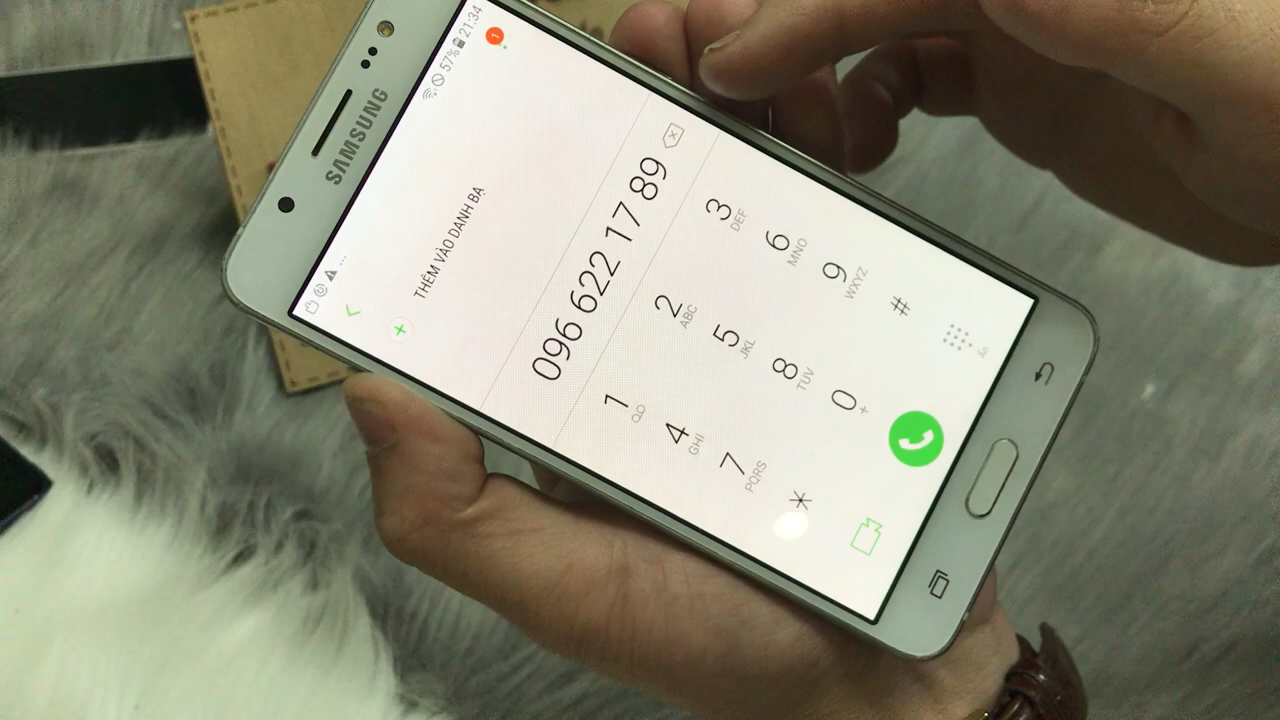 SAMSUNG
57% 21:34
1
THÊM VÀO DANH BẠ
096 622 17 89
1 2 ABC 3 DEF
4 GHI 5 JKL 6 MNO
7 PQRS 8 TUV 9 WXYZ
* 0 + #